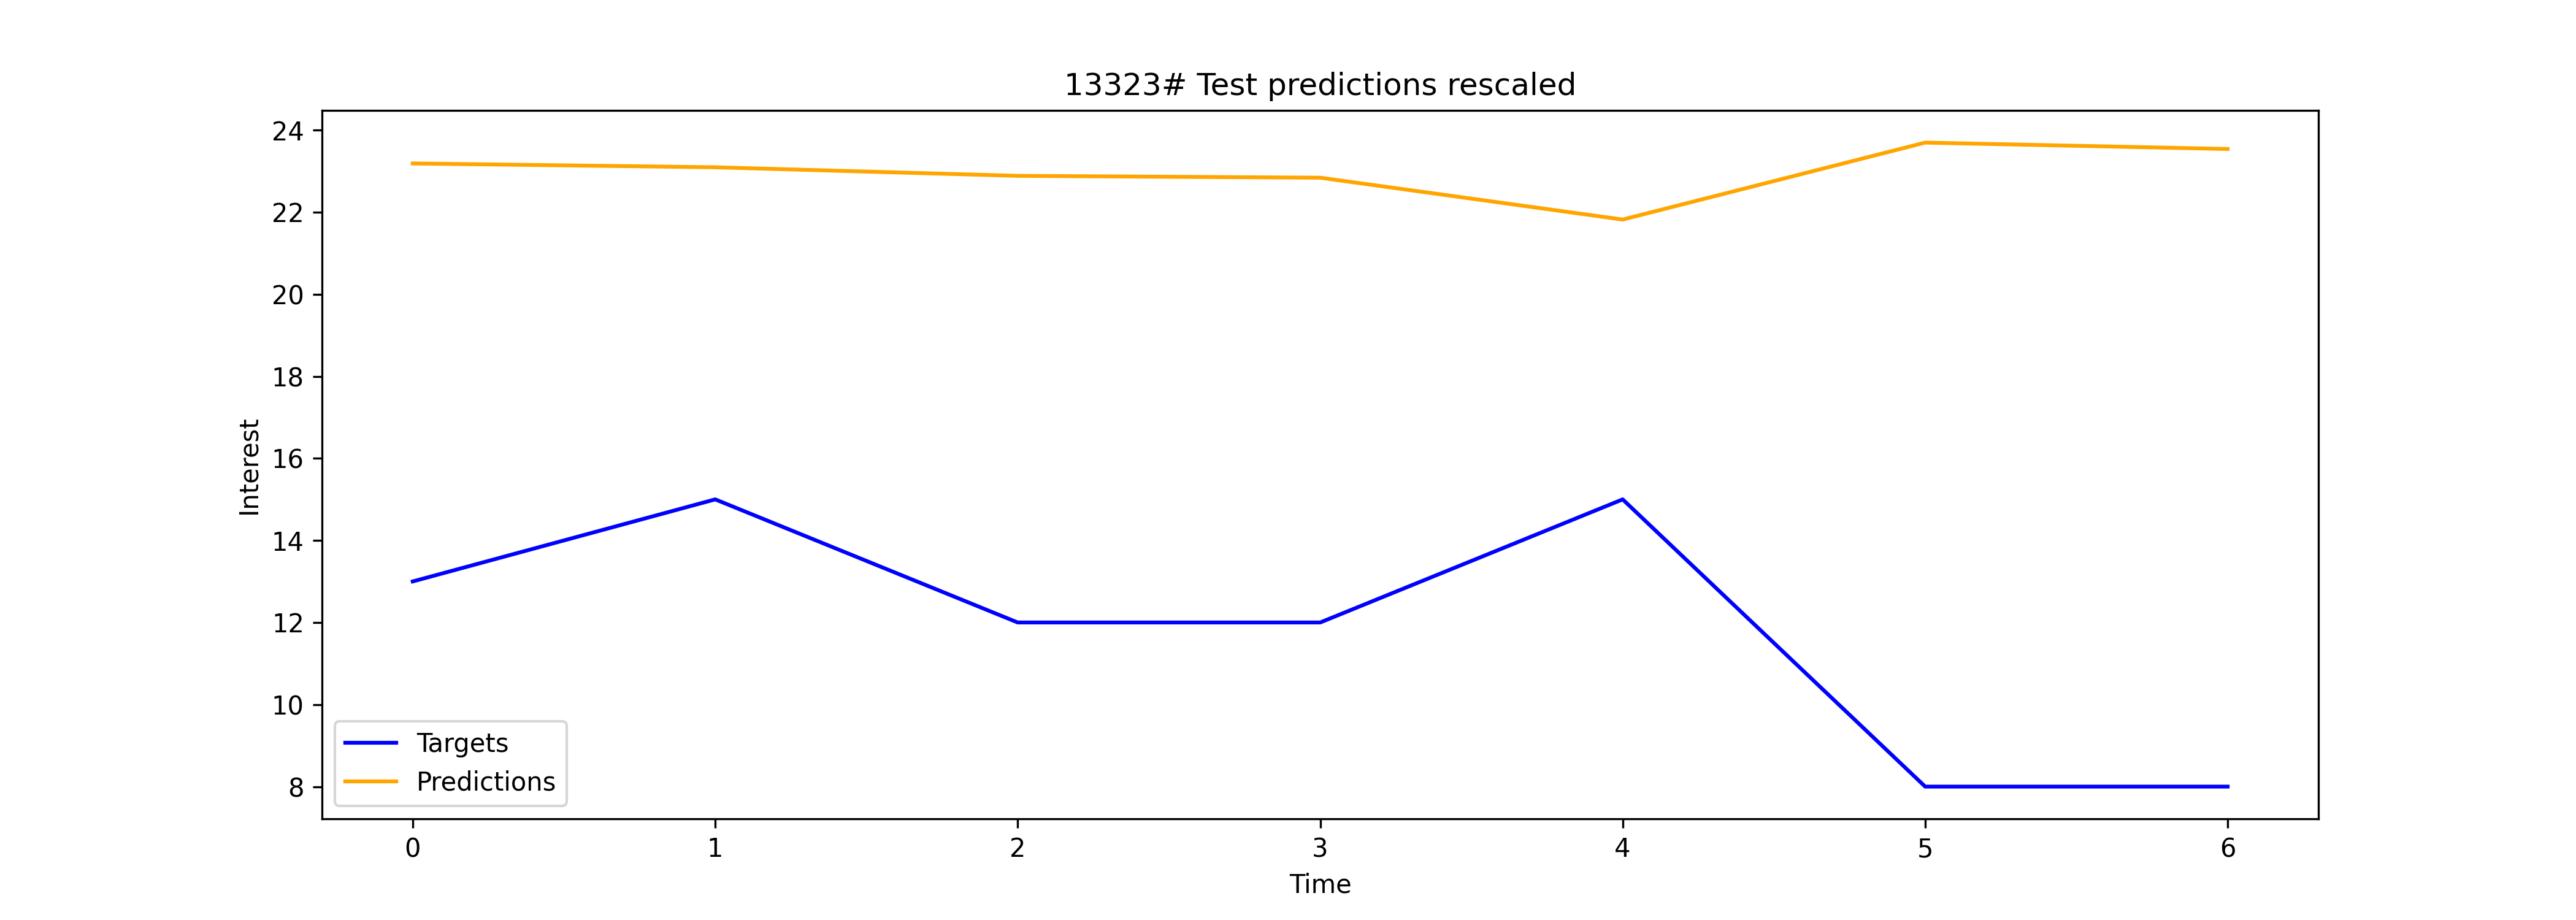 13323# Test predictions rescaled
24
22
20
18
16
14
12
10
8
Interest
Targets
Predictions
0 1 2 3 4 5 6
Time